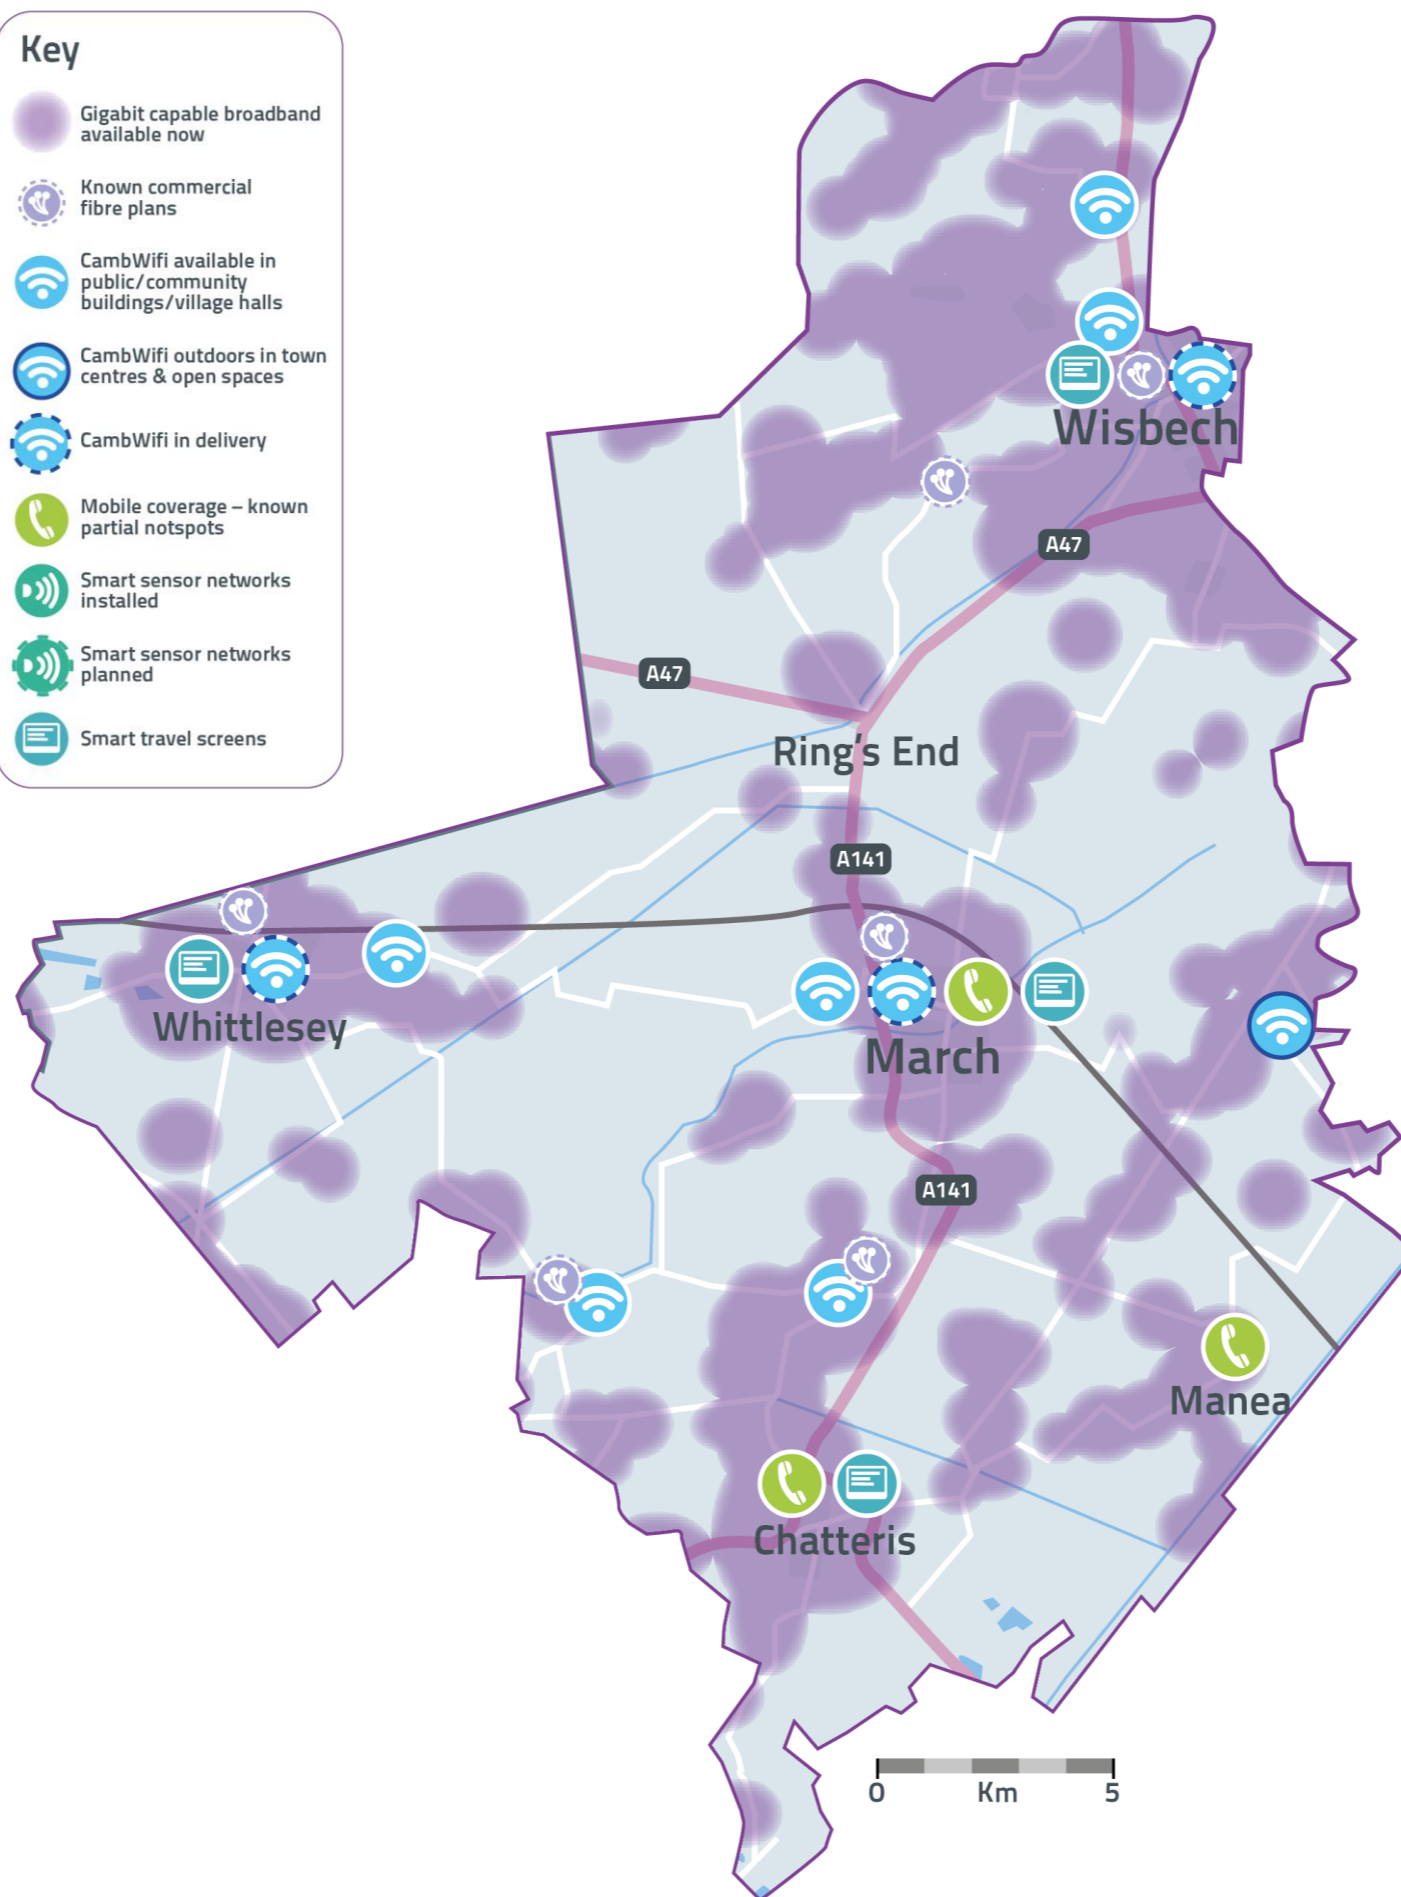 Key
Gigabit capable broadband
available now
Known commercial
fibre plans
CambWifi available in
public/community
buildings/village halls
CambWifi outdoors in town
centres & open spaces
CambWifi in delivery
Mobile coverage – known
partial notspots
Smart sensor networks
installed
Smart sensor networks
planned
Smart travel screens
Wisbech
A47
A47
Ring's End
A141
Whittlesey
March
A141
Manea
Chatteris
0 Km 5